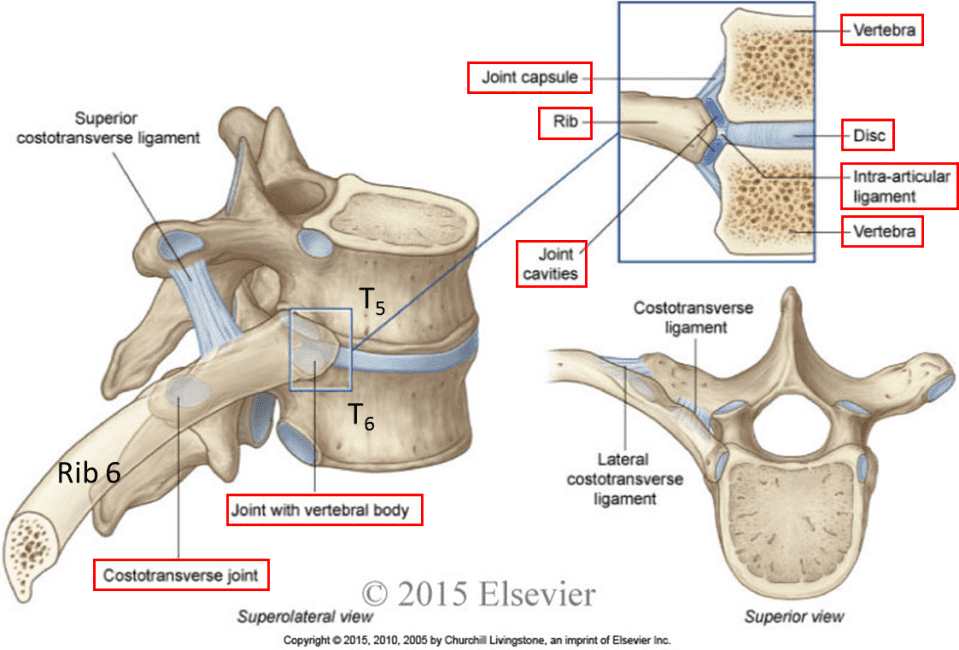 Superior
costotransverse ligament
T5
T6
Rib 6
Joint with vertebral body
Costotransverse joint
Superolateral view
Joint capsule
Rib
Joint
cavities
Vertebra
Disc
Intra-articular
ligament
Vertebra
Costotransverse
ligament
Lateral
costotransverse
ligament
Superior view
© 2015 Elsevier
Copyright © 2015, 2010, 2005 by Churchill Livingstone, an imprint of Elsevier Inc.